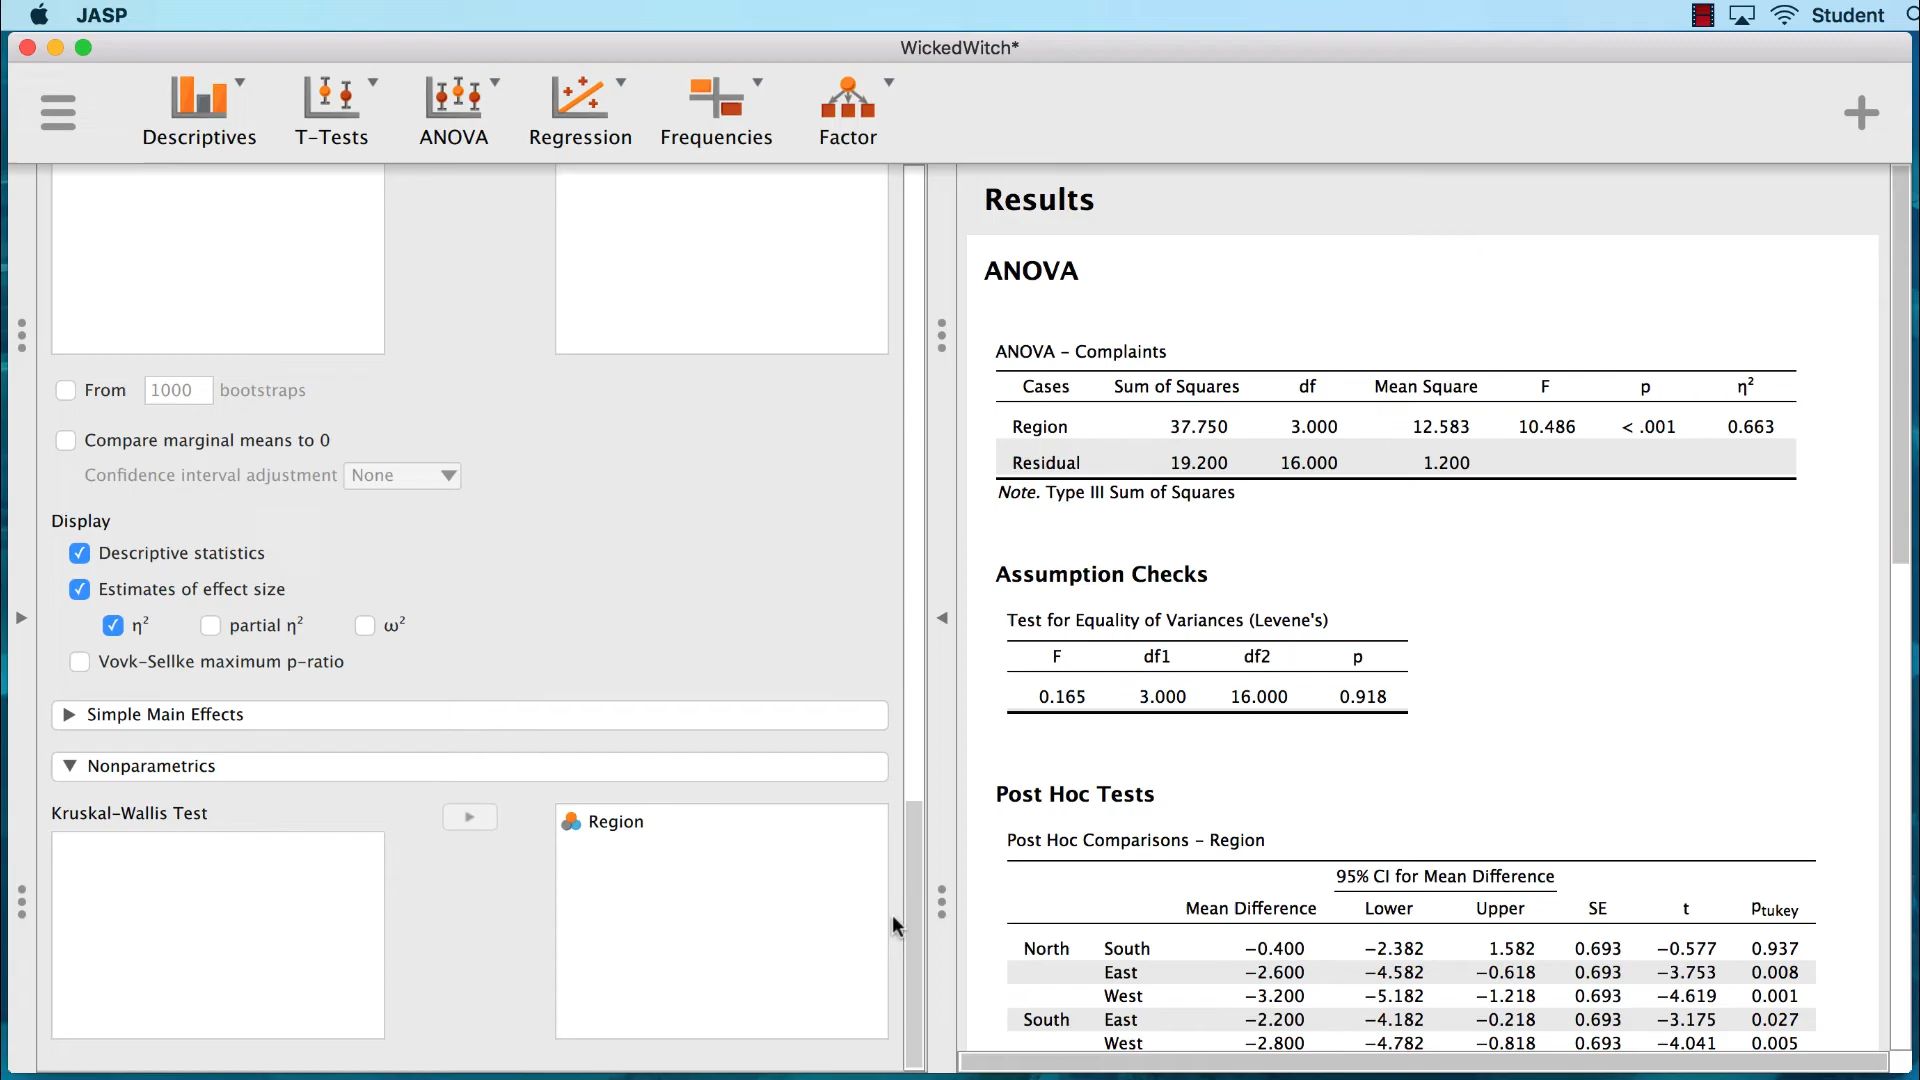 JASP Student
WickedWitch*
Descriptives T-Tests ANOVA Regression Frequencies Factor
From 1000 bootstraps
Compare marginal means to 0
Confidence interval adjustment None
Display
Descriptive statistics
Estimates of effect size
η² partial η² ω²
Vovk-Sellke maximum p-ratio
Simple Main Effects
Nonparametrics
Kruskal-Wallis Test
Region
Results
ANOVA
ANOVA – Complaints
Cases Sum of Squares df Mean Square F p η²
Region 37.750 3.000 12.583 10.486 < .001 0.663
Residual 19.200 16.000 1.200
Note. Type III Sum of Squares
Assumption Checks
Test for Equality of Variances (Levene's)
F df1 df2 p
0.165 3.000 16.000 0.918
Post Hoc Tests
Post Hoc Comparisons – Region
95% CI for Mean Difference
Mean Difference Lower Upper SE t ptukey
North South −0.400 −2.382 1.582 0.693 −0.577 0.937
East −2.600 −4.582 −0.618 0.693 −3.753 0.008
West −3.200 −5.182 −1.218 0.693 −4.619 0.001
South East −2.200 −4.182 −0.218 0.693 −3.175 0.027
West −2.800 −4.782 −0.818 0.693 −4.041 0.005